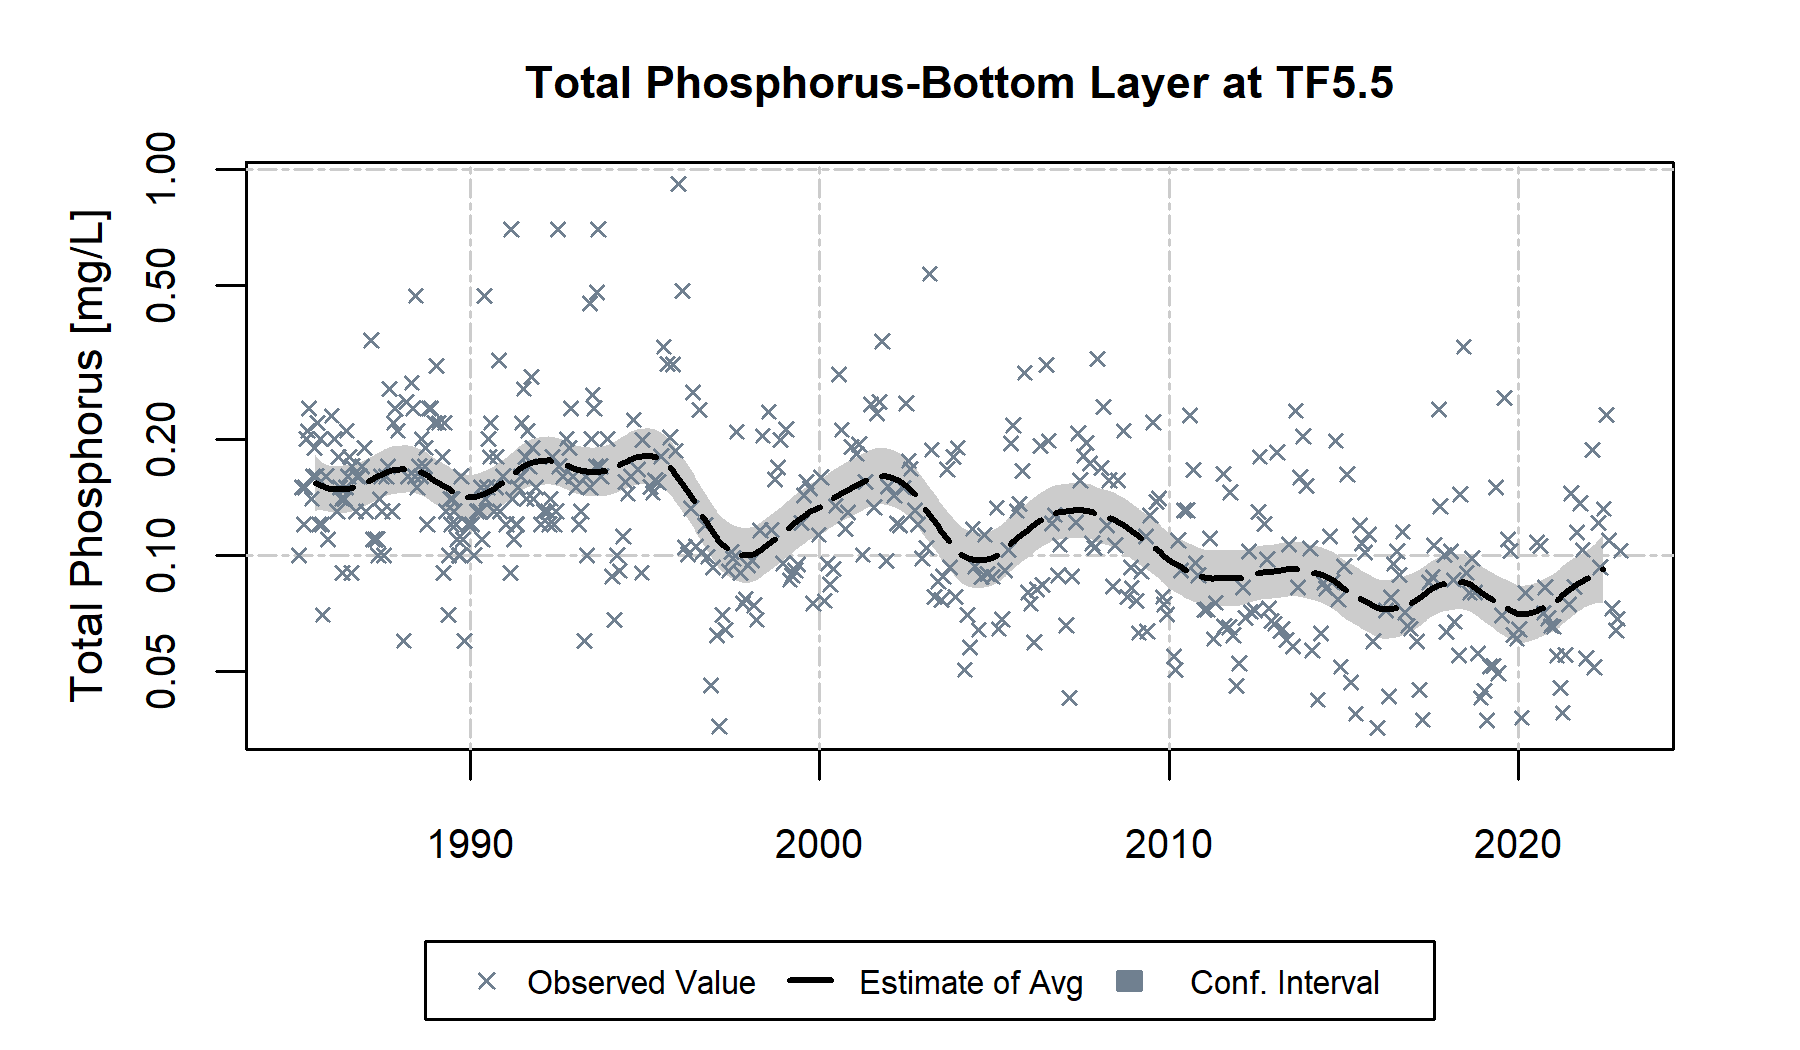 Total Phosphorus-Bottom Layer at TF5.5
Total Phosphorus [mg/L]
1.00
0.50
0.20
0.10
0.05
1990
2000
2010
2020
Observed Value
Estimate of Avg
Conf. Interval